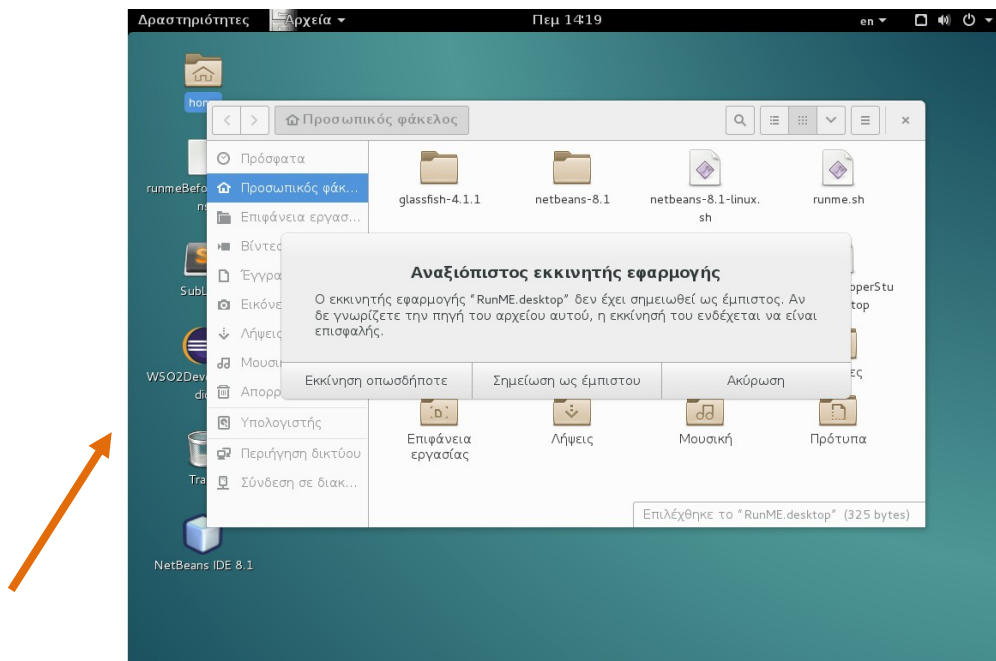 Δραστηριότητες
Αρχεία
Πεμ 14:19
en
Προσωπικός φάκελος
Πρόσφατα
Προσωπικός φάκ...
Επιφάνεια εργασ...
Λήψεις
Υπολογιστής
Περιήγηση δικτύου
Σύνδεση σε διακ...
glassfish-4.1.1
netbeans-8.1
netbeans-8.1-linux.
sh
runme.sh
Αναξιόπιστος εκκινητής εφαρμογής
Ο εκκινητής εφαρμογής “RunME.desktop” δεν έχει σημειωθεί ως έμπιστος. Αν
δε γνωρίζετε την πηγή του αρχείου αυτού, η εκκίνησή του ενδέχεται να είναι
επισφαλής.
Εκκίνηση οπωσδήποτε
Σημείωση ως έμπιστου
Ακύρωση
Επιφάνεια
εργασίας
Λήψεις
Μουσική
Πρότυπα
Επιλέχθηκε το “RunME.desktop” (325 bytes)
NetBeans IDE 8.1